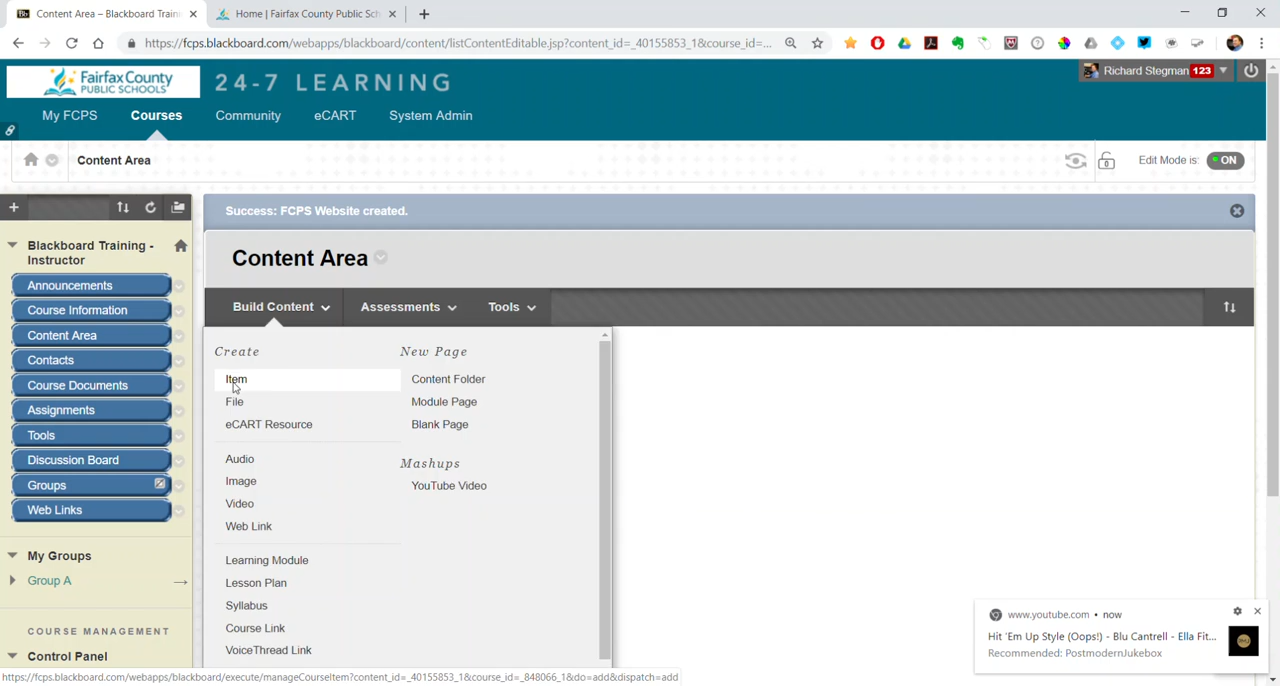 Content Area – Blackboard Traini
Home | Fairfax County Public Sch
https://fcps.blackboard.com/webapps/blackboard/content/listContentEditable.jsp?content_id=_40155853_1&course_id=...
Fairfax County
PUBLIC SCHOOLS
24-7 LEARNING
Richard Stegman 123
My FCPS
Courses
Community
eCART
System Admin
Content Area
Edit Mode is: ON
Success: FCPS Website created.
Blackboard Training -
Instructor
Announcements
Course Information
Content Area
Contacts
Course Documents
Assignments
Tools
Discussion Board
Groups
Web Links
My Groups
Group A
COURSE MANAGEMENT
Control Panel
Content Area
Build Content
Assessments
Tools
Create
Item
File
eCART Resource
Audio
Image
Video
Web Link
Learning Module
Lesson Plan
Syllabus
Course Link
VoiceThread Link
New Page
Content Folder
Module Page
Blank Page
Mashups
YouTube Video
www.youtube.com • now
Hit 'Em Up Style (Oops!) - Blu Cantrell - Ella Fit...
Recommended: PostmodernJukebox
https://fcps.blackboard.com/webapps/blackboard/execute/manageCourseItem?content_id=_40155853_1&course_id=_848066_1&do=add&dispatch=add